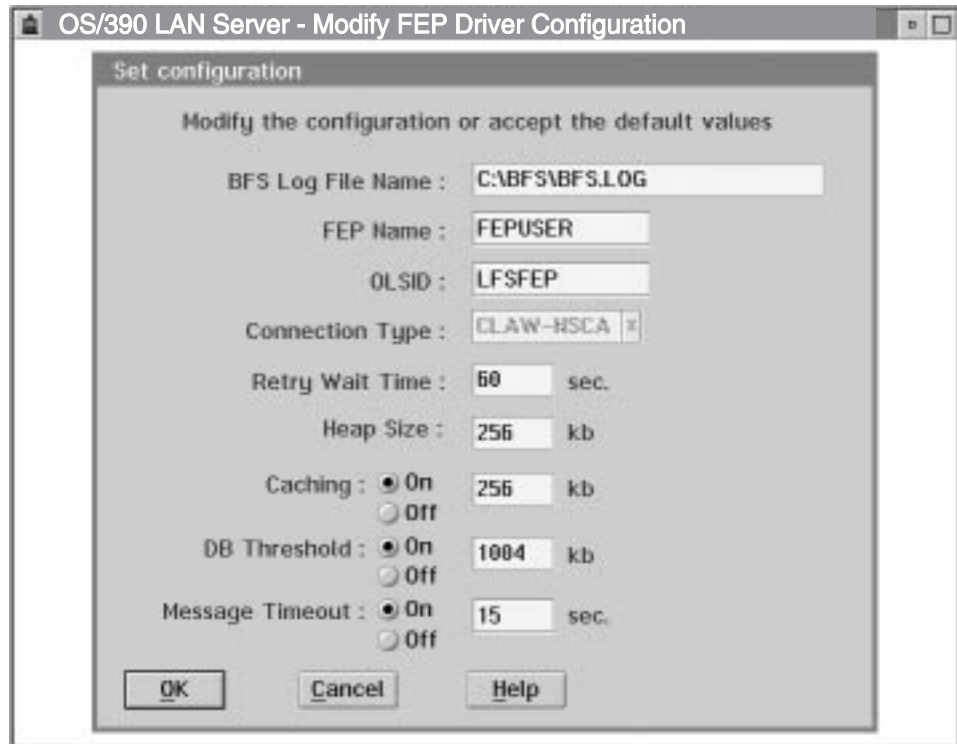 OS/390 LAN Server - Modify FEP Driver Configuration
Set configuration
Modify the configuration or accept the default values
BFS Log File Name : C:\BFS\BFS.LOG
FEP Name : FEPUSER
OLSID : LFSFEP
Connection Type : CLAW-HSCA
Retry Wait Time : 60 sec.
Heap Size : 256 kb
Caching : On 256 kb
Off
DB Threshold : On 1004 kb
Off
Message Timeout : On 15 sec.
Off
OK Cancel Help